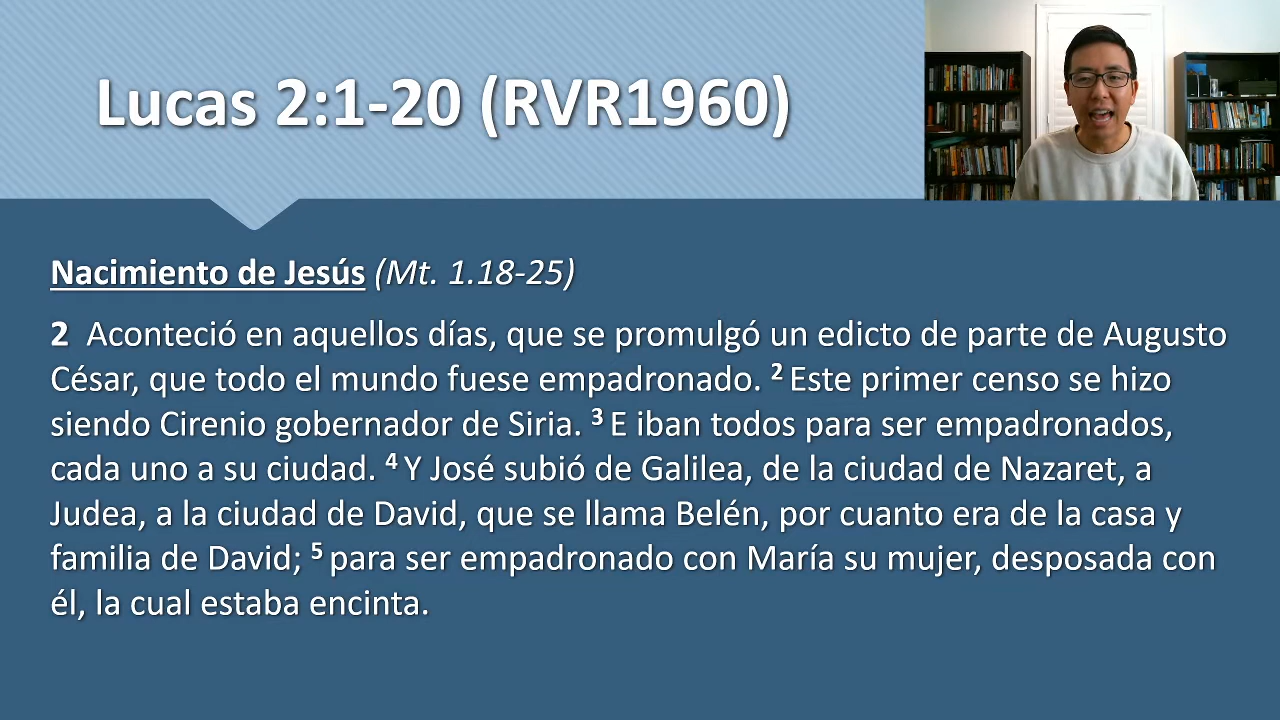 Lucas 2:1-20 (RVR1960)
Nacimiento de Jesús (Mt. 1.18-25)
2 Aconteció en aquellos días, que se promulgó un edicto de parte de Augusto
César, que todo el mundo fuese empadronado. 2 Este primer censo se hizo
siendo Cirenio gobernador de Siria. 3 E iban todos para ser empadronados,
cada uno a su ciudad. 4 Y José subió de Galilea, de la ciudad de Nazaret, a
Judea, a la ciudad de David, que se llama Belén, por cuanto era de la casa y
familia de David; 5 para ser empadronado con María su mujer, desposada con
él, la cual estaba encinta.